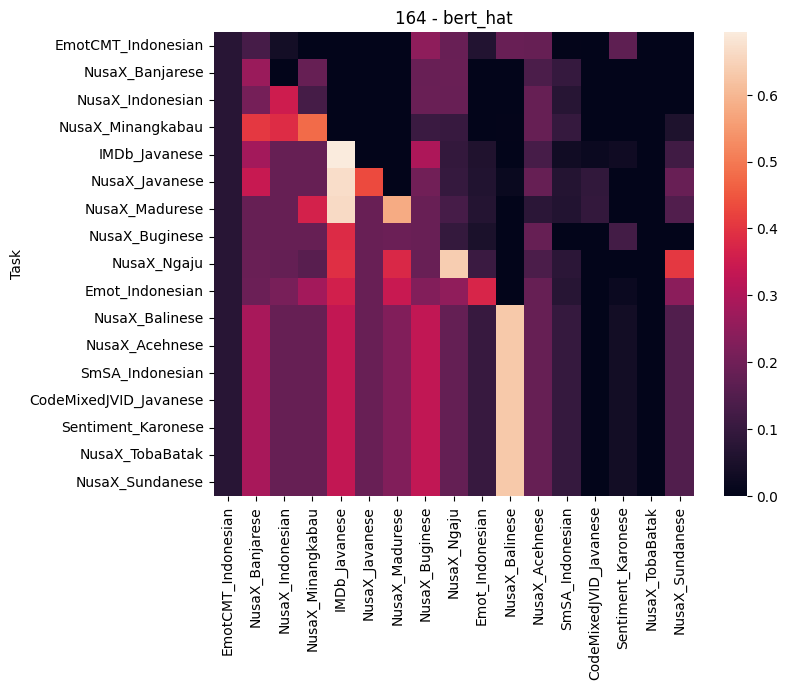 164 - bert_hat
Task
EmotCMT_Indonesian
NusaX_Banjarese
NusaX_Indonesian
NusaX_Minangkabau
IMDb_Javanese
NusaX_Javanese
NusaX_Madurese
NusaX_Buginese
NusaX_Ngaju
Emot_Indonesian
NusaX_Balinese
NusaX_Acehnese
SmSA_Indonesian
CodeMixedJVID_Javanese
Sentiment_Karonese
NusaX_TobaBatak
NusaX_Sundanese
EmotCMT_Indonesian
NusaX_Banjarese
NusaX_Indonesian
NusaX_Minangkabau
IMDb_Javanese
NusaX_Javanese
NusaX_Madurese
NusaX_Buginese
NusaX_Ngaju
Emot_Indonesian
NusaX_Balinese
NusaX_Acehnese
SmSA_Indonesian
CodeMixedJVID_Javanese
Sentiment_Karonese
NusaX_TobaBatak
NusaX_Sundanese
0.6
0.5
0.4
0.3
0.2
0.1
0.0